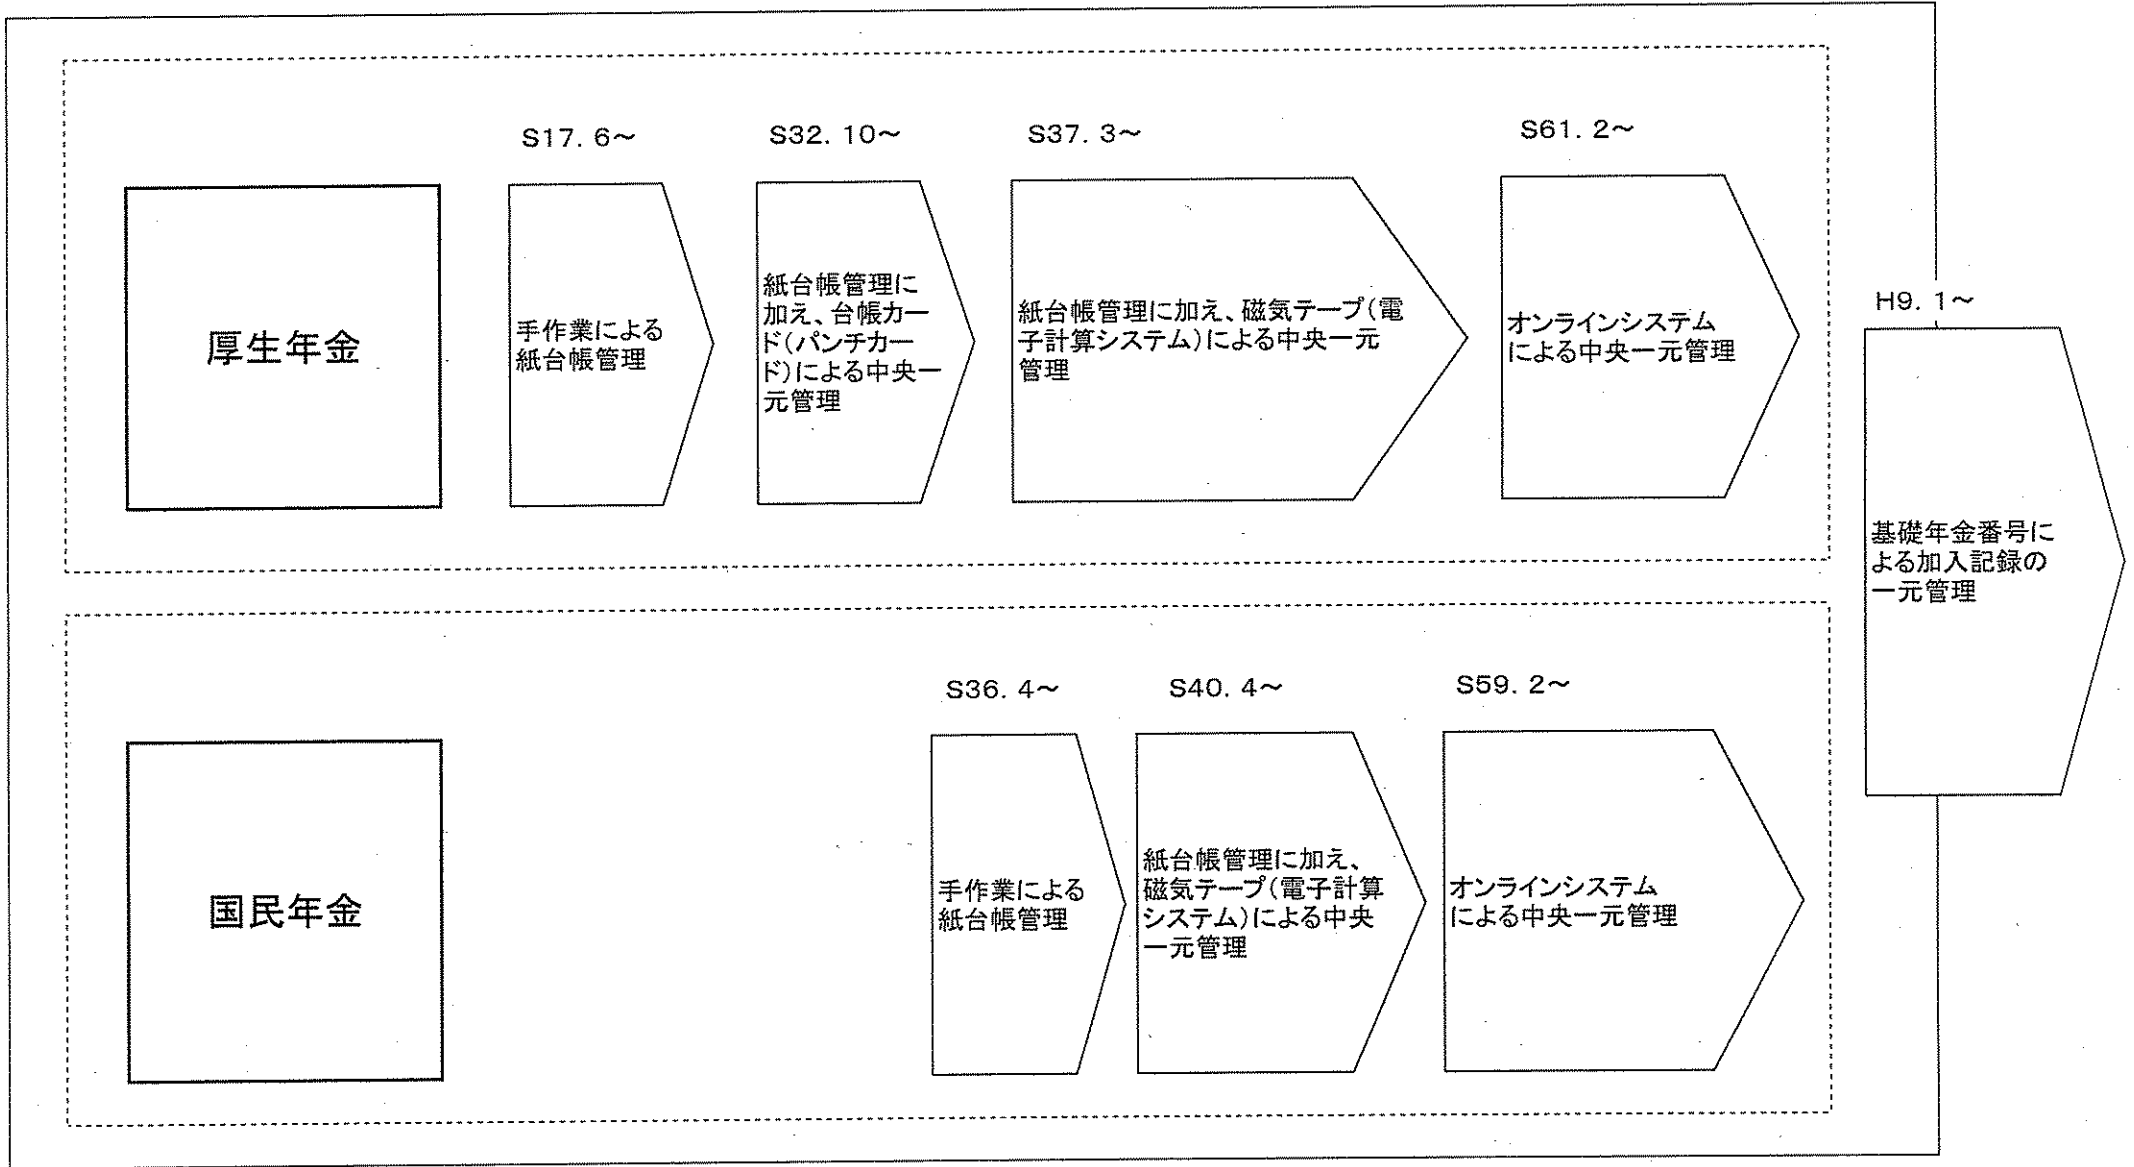 厚生年金
S17. 6～
手作業による
紙台帳管理
S32. 10～
紙台帳管理に
加え、台帳カー
ド(パンチカー
ド)による中央一
元管理
S37. 3～
紙台帳管理に加え、磁気テープ(電
子計算システム)による中央一元
管理
S61. 2～
オンラインシステム
による中央一元管理
国民年金
S36. 4～
手作業による
紙台帳管理
S40. 4～
紙台帳管理に加え、
磁気テープ(電子計算
システム)による中央
一元管理
S59. 2～
オンラインシステム
による中央一元管理
H9. 1～
基礎年金番号に
よる加入記録の
一元管理